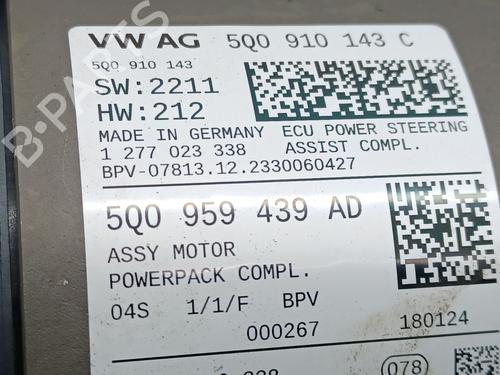 VW AG 5Q0 910 143 C
5Q0 910 143
SW:2211
HW:212
MADE IN GERMANY ECU POWER STEERING
1 277 023 338 ASSIST COMPL.
BPV-07813.12.2330060427
5Q0 959 439 AD
ASSY MOTOR
POWERPACK COMPL.
04S 1/1/F BPV
000267 180124
078
B-PARTS